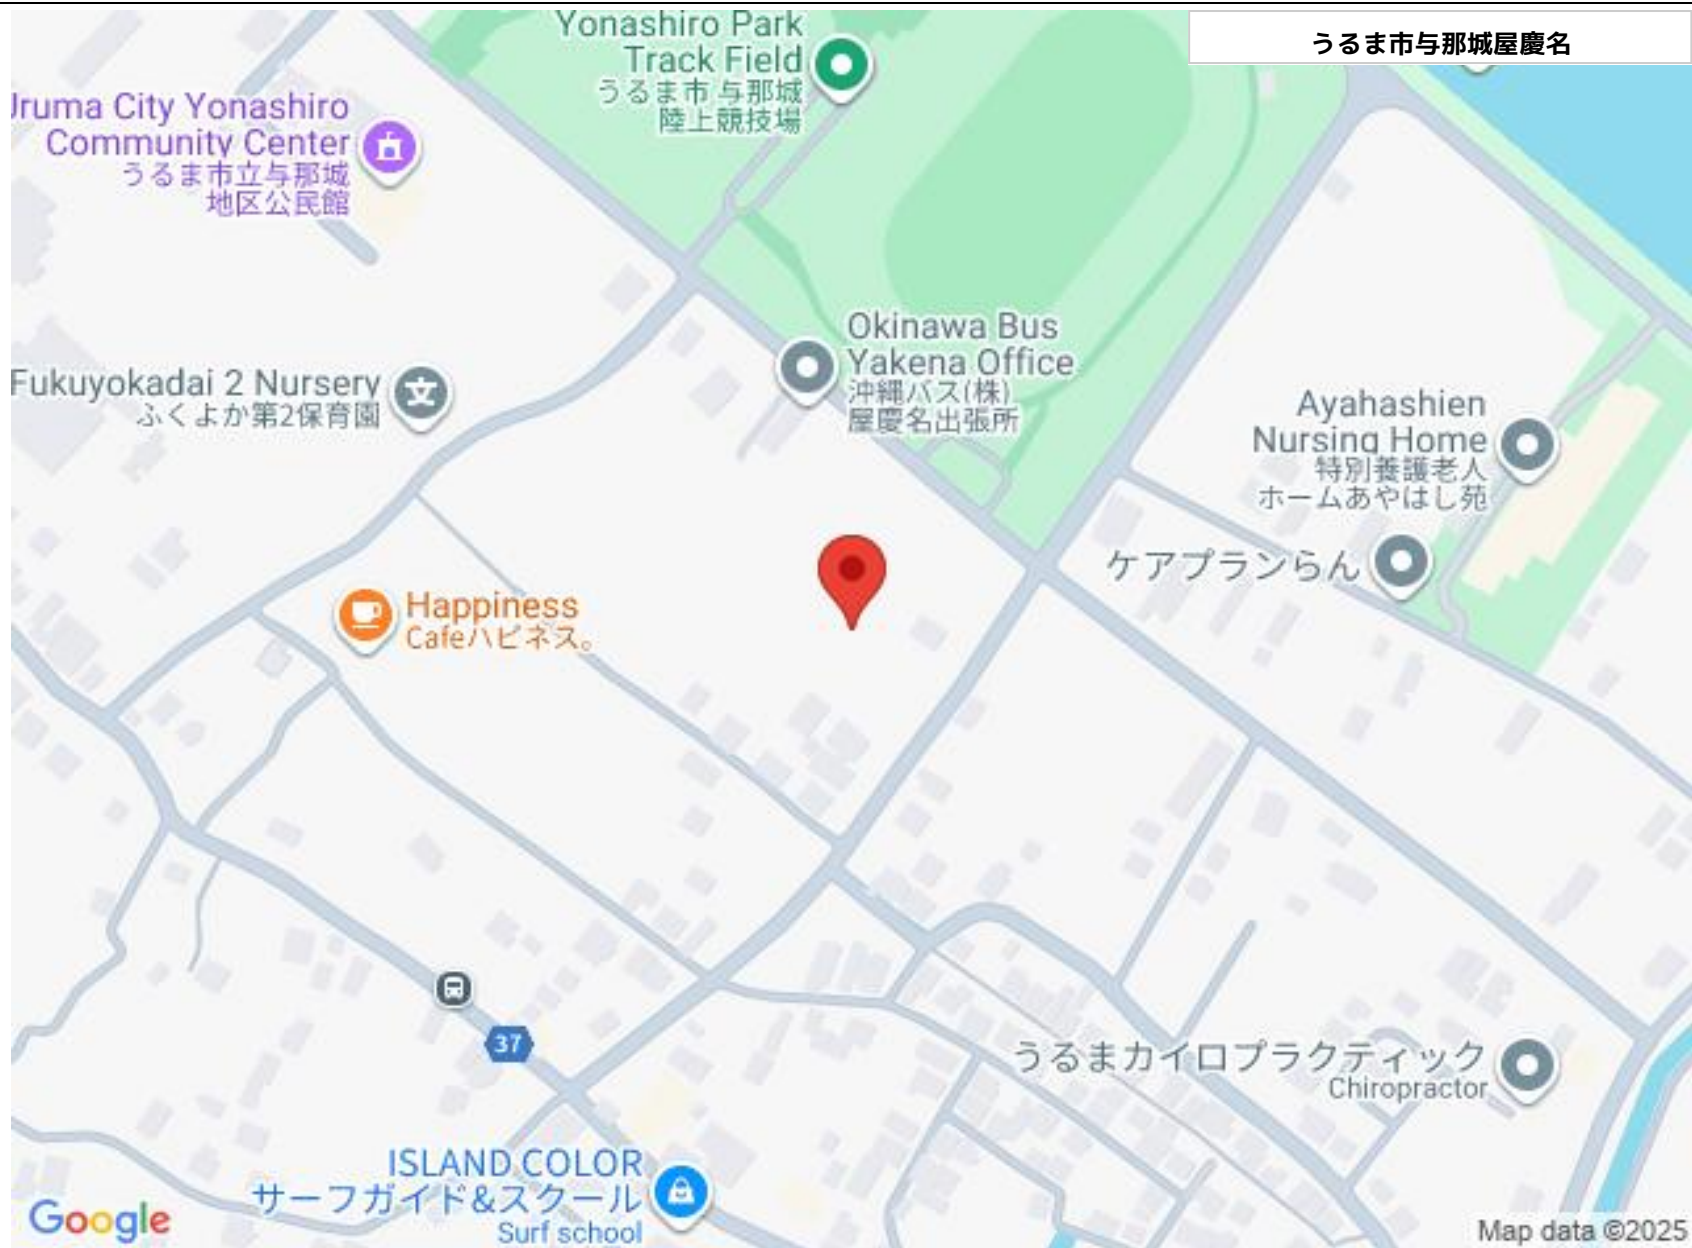 うるま市与那城屋慶名
Yonashiro Park
Track Field
うるま市 与那城
陸上競技場
Uruma City Yonashiro
Community Center
うるま市立与那城
地区公民館
Okinawa Bus
Yakena Office
沖縄バス(株)
屋慶名出張所
Fukuyokadai 2 Nursery
ふくよか第2保育園
文
Ayahashien
Nursing Home
特別養護老人
ホームあやはし苑
ケアプランらん
Happiness
Cafeハピネス。
37
うるまカイロプラクティック
Chiropractor
ISLAND COLOR
サーフガイド&スクール
Surf school
Google
Map data ©2025